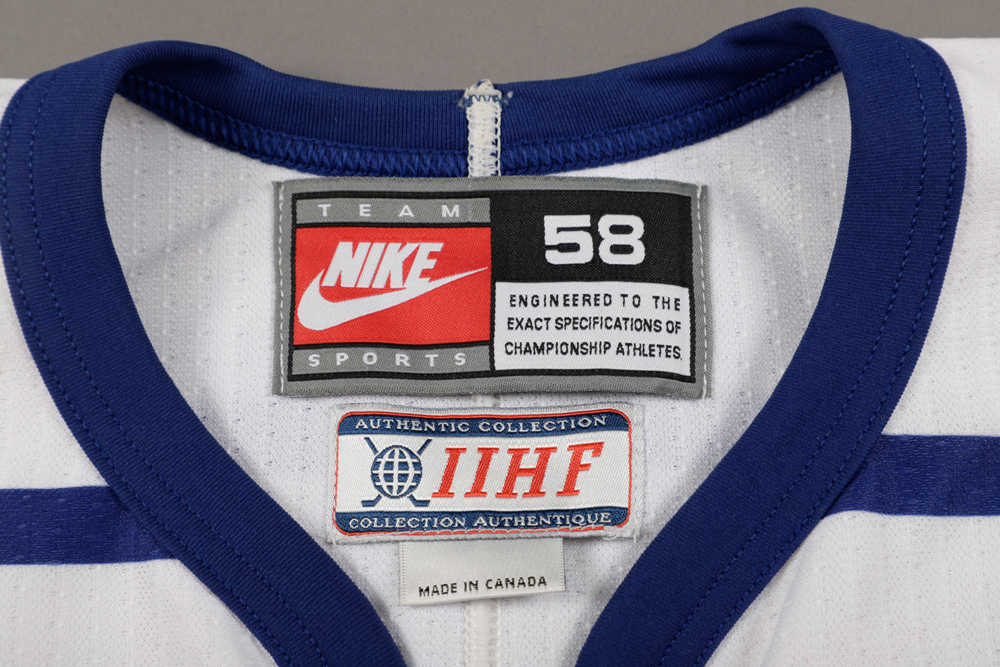 TEAM
NIKE
SPORTS
58
ENGINEERED TO THE
EXACT SPECIFICATIONS OF
CHAMPIONSHIP ATHLETES.
AUTHENTIC COLLECTION
IIHF
COLLECTION AUTHENTIQUE
MADE IN CANADA